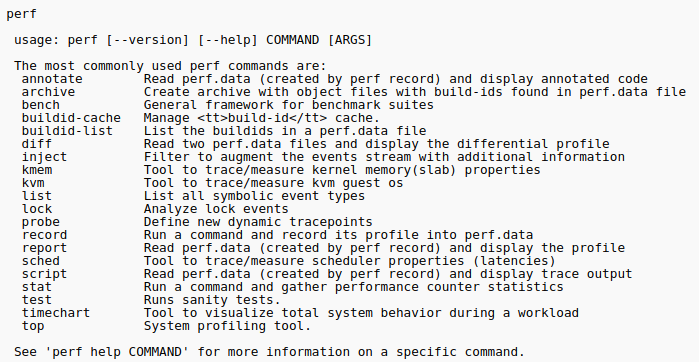 perf
usage: perf [--version] [--help] COMMAND [ARGS]
The most commonly used perf commands are:
annotate        Read perf.data (created by perf record) and display annotated code
archive         Create archive with object files with build-ids found in perf.data file
bench           General framework for benchmark suites
buildid-cache   Manage <tt>build-id</tt> cache.
buildid-list    List the buildids in a perf.data file
diff            Read two perf.data files and display the differential profile
inject          Filter to augment the events stream with additional information
kmem            Tool to trace/measure kernel memory(slab) properties
kvm             Tool to trace/measure kvm guest os
list            List all symbolic event types
lock            Analyze lock events
probe           Define new dynamic tracepoints
record          Run a command and record its profile into perf.data
report          Read perf.data (created by perf record) and display the profile
sched           Tool to trace/measure scheduler properties (latencies)
script          Read perf.data (created by perf record) and display trace output
stat            Run a command and gather performance counter statistics
test            Runs sanity tests.
timechart       Tool to visualize total system behavior during a workload
top             System profiling tool.
See 'perf help COMMAND' for more information on a specific command.